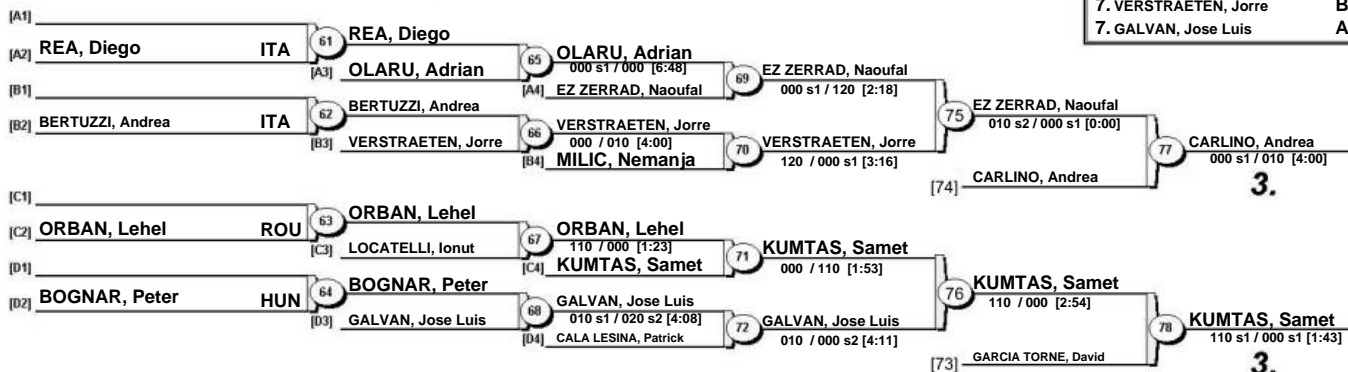 7. VERSTRAETEN, Jorre B
7. GALVAN, Jose Luis A
[A1]
[A2] REA, Diego ITA
61
REA, Diego
[A3] OLARU, Adrian
65
OLARU, Adrian
000 s1 / 000 [6:48]
[A4] EZ ZERRAD, Naoufal
69
EZ ZERRAD, Naoufal
000 s1 / 120 [2:18]
[B1]
[B2] BERTUZZI, Andrea ITA
62
BERTUZZI, Andrea
[B3] VERSTRAETEN, Jorre
66
VERSTRAETEN, Jorre
000 / 010 [4:00]
[B4] MILIC, Nemanja
70
VERSTRAETEN, Jorre
120 / 000 s1 [3:16]
75
EZ ZERRAD, Naoufal
010 s2 / 000 s1 [0:00]
[74] CARLINO, Andrea
77
CARLINO, Andrea
000 s1 / 010 [4:00]
3.
[C1]
[C2] ORBAN, Lehel ROU
63
ORBAN, Lehel
[C3] LOCATELLI, Ionut
67
ORBAN, Lehel
110 / 000 [1:23]
[C4] KUMTAS, Samet
71
KUMTAS, Samet
000 / 110 [1:53]
[D1]
[D2] BOGNAR, Peter HUN
64
BOGNAR, Peter
[D3] GALVAN, Jose Luis
68
GALVAN, Jose Luis
010 s1 / 020 s2 [4:08]
[D4] CALA LESINA, Patrick
72
GALVAN, Jose Luis
010 / 000 s2 [4:11]
76
KUMTAS, Samet
110 / 000 [2:54]
[73] GARCIA TORNE, David
78
KUMTAS, Samet
110 s1 / 000 s1 [1:43]
3.